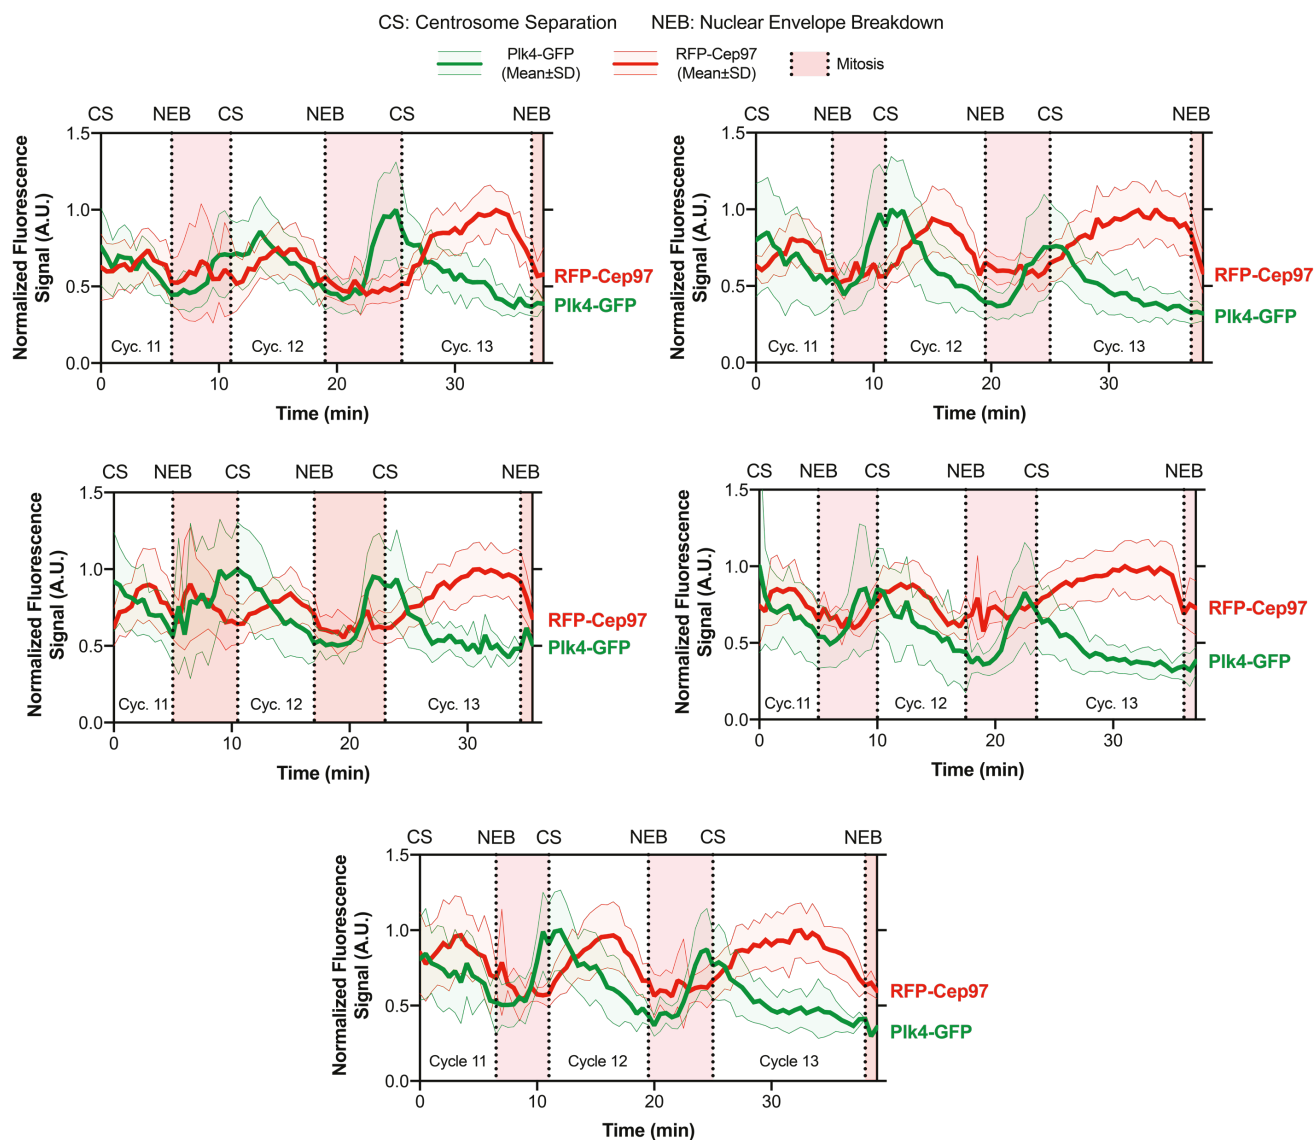 CS: Centrosome Separation NEB: Nuclear Envelope Breakdown
Plk4-GFP (Mean±SD) RFP-Cep97 (Mean±SD) Mitosis
CS NEB CS NEB CS NEB
Normalized Fluorescence
Signal (A.U.)
1.5
1.0
0.5
0.0
RFP-Cep97
Plk4-GFP
Cyc. 11 Cyc. 12 Cyc. 13
0 10 20 30
Time (min)
CS NEB CS NEB CS NEB
Normalized Fluorescence
Signal (A.U.)
1.5
1.0
0.5
0.0
RFP-Cep97
Plk4-GFP
Cyc. 11 Cyc. 12 Cyc. 13
0 10 20 30
Time (min)
CS NEB CS NEB CS NEB
Normalized Fluorescence
Signal (A.U.)
1.5
1.0
0.5
0.0
RFP-Cep97
Plk4-GFP
Cyc. 11 Cyc. 12 Cyc. 13
0 10 20 30
Time (min)
CS NEB CS NEB CS NEB
Normalized Fluorescence
Signal (A.U.)
1.5
1.0
0.5
0.0
RFP-Cep97
Plk4-GFP
Cyc.11 Cyc. 12 Cyc. 13
0 10 20 30
Time (min)
CS NEB CS NEB CS NEB
Normalized Fluorescence
Signal (A.U.)
1.5
1.0
0.5
0.0
RFP-Cep97
Plk4-GFP
Cycle 11 Cycle 12 Cycle 13
0 10 20 30
Time (min)